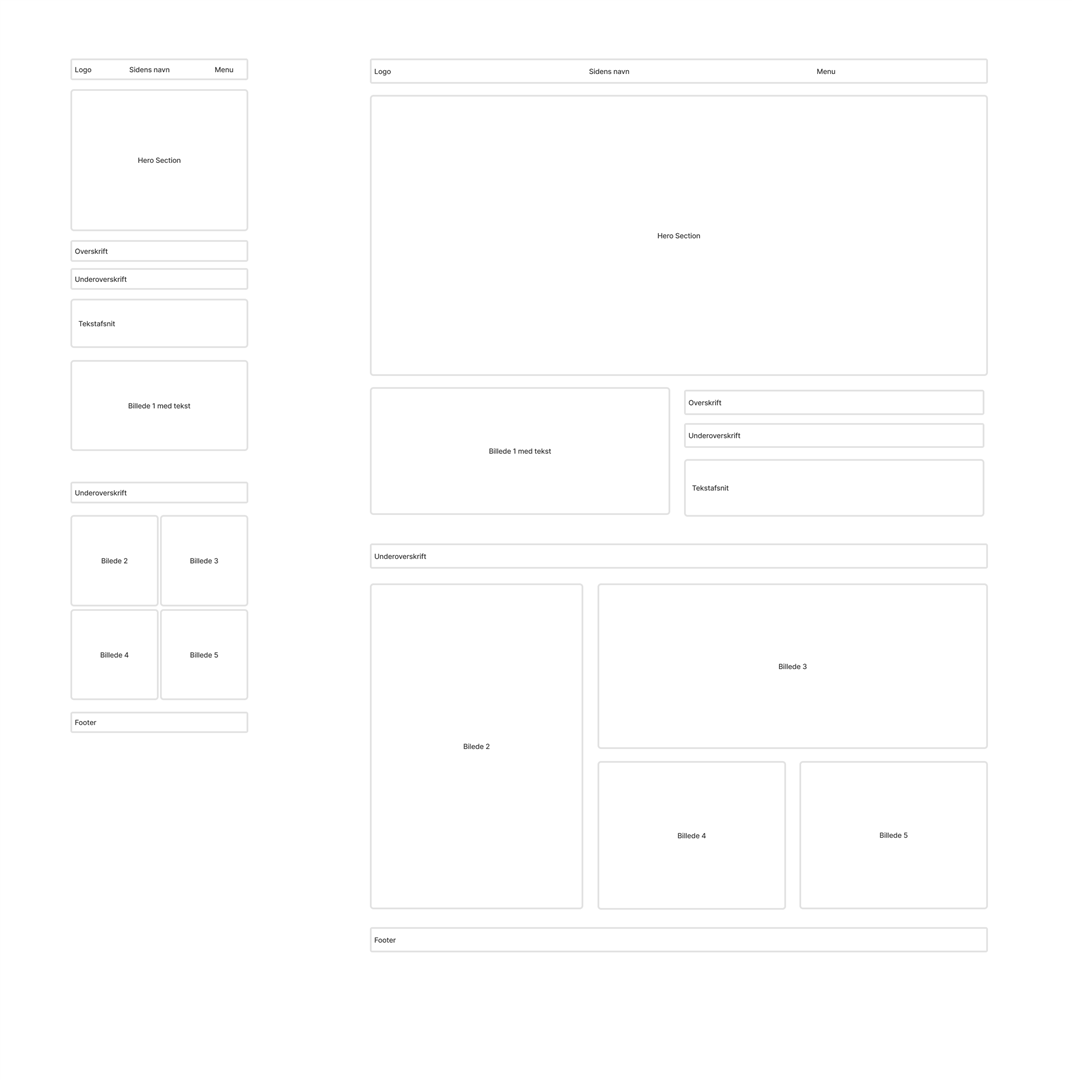 Logo
Sidens navn
Menu
Hero Section
Overskrift
Underoverskrift
Tekstafsnit
Billede 1 med tekst
Underoverskrift
Bilede 2
Billede 3
Billede 4
Billede 5
Footer
Logo
Sidens navn
Menu
Hero Section
Billede 1 med tekst
Overskrift
Underoverskrift
Tekstafsnit
Underoverskrift
Bilede 2
Billede 3
Billede 4
Billede 5
Footer